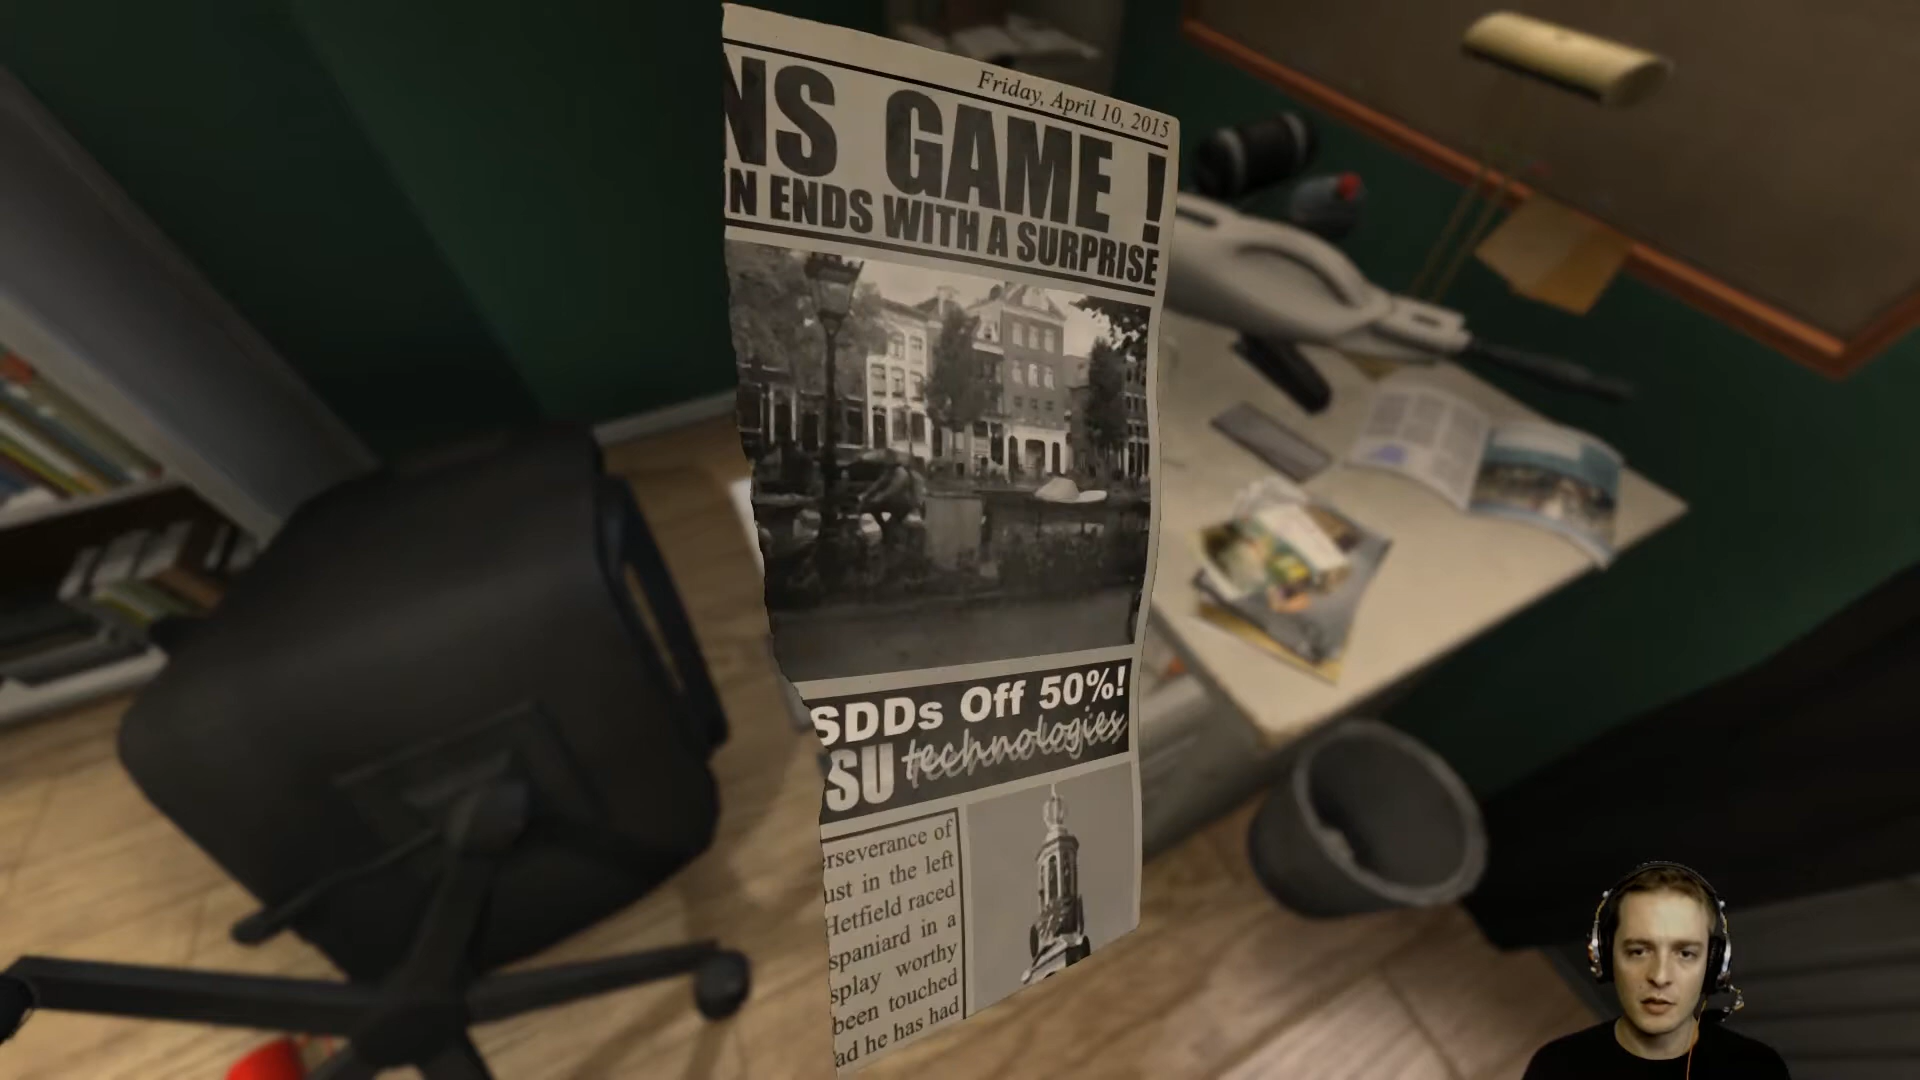 Friday, April 10, 2015
NS GAME !
N ENDS WITH A SURPRISE
SDDs Off 50%!
SU technologies
rseverance of
ust in the left
Hetfield raced
spaniard in a
splay worthy
been touched
ad he has had